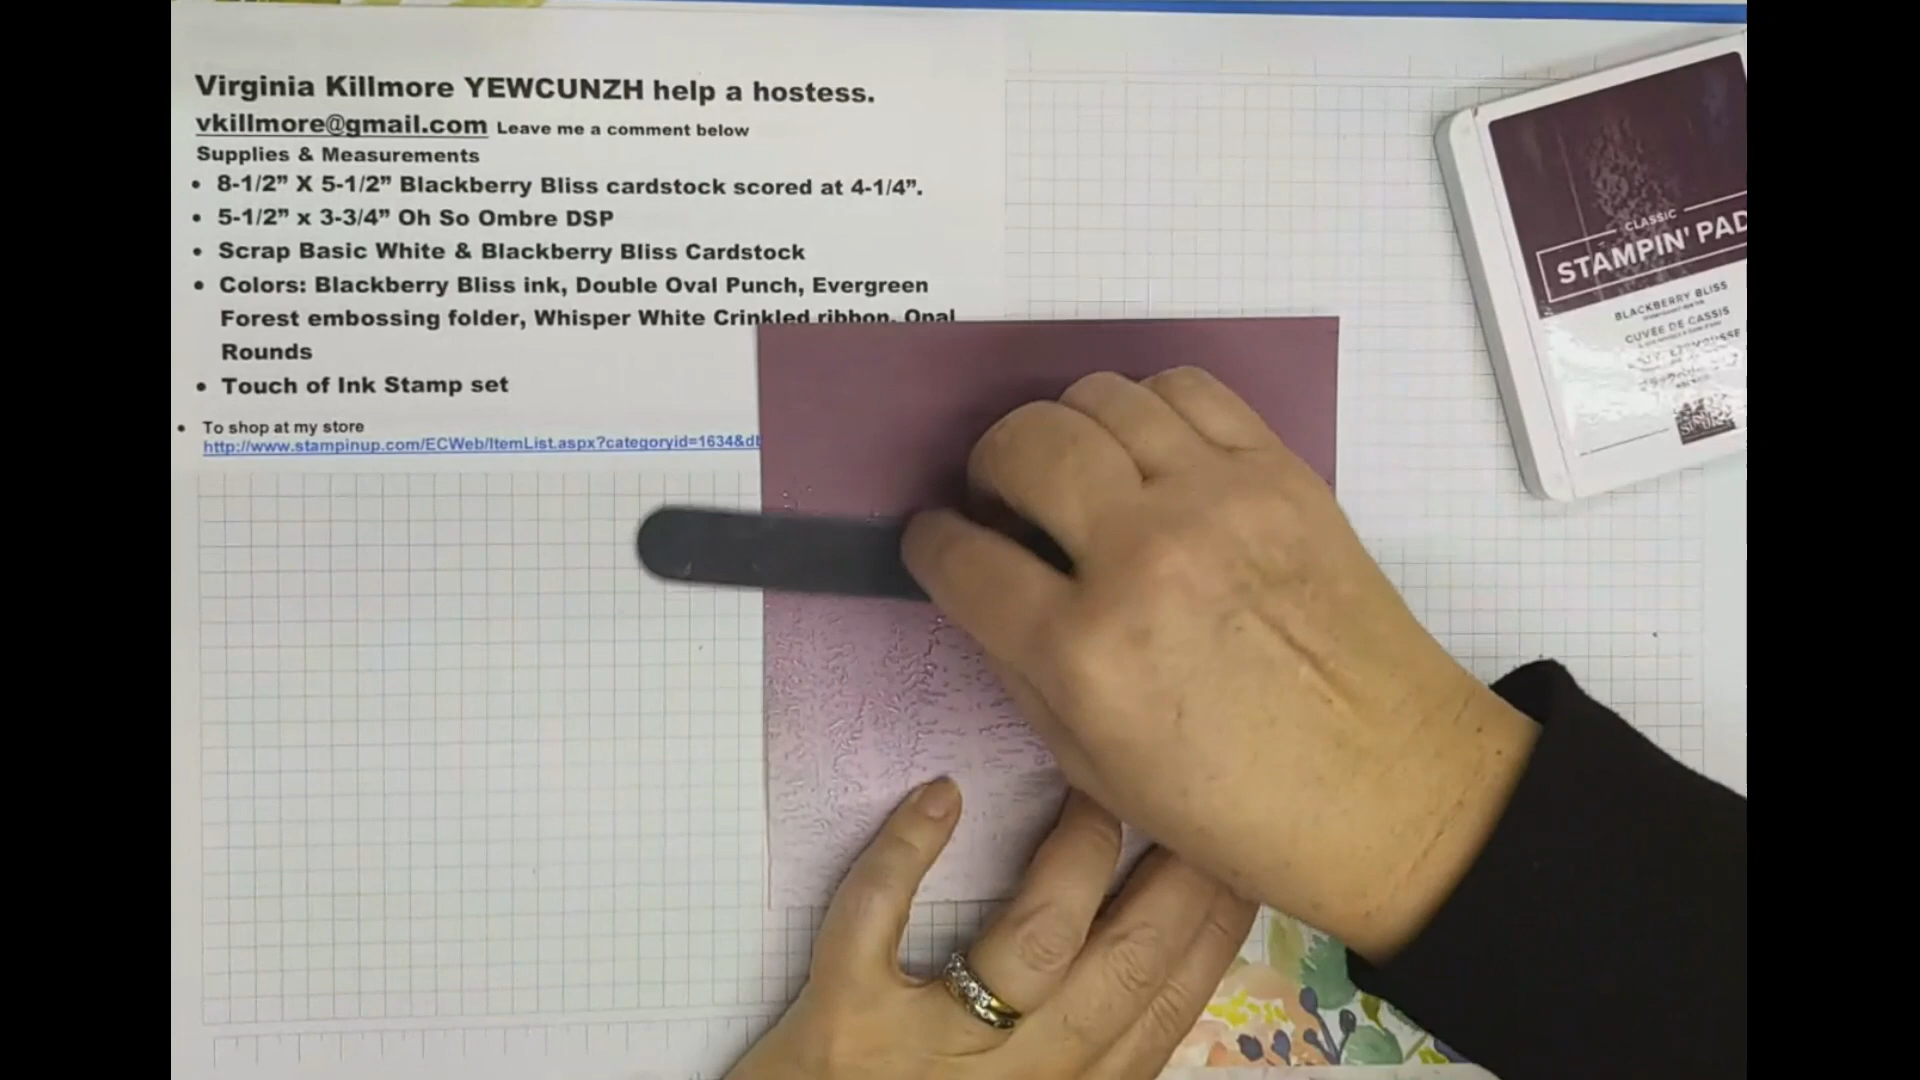 Virginia Killmore YEWCUNZH help a hostess.
vkillmore@gmail.com Leave me a comment below
Supplies & Measurements
• 8-1/2” X 5-1/2” Blackberry Bliss cardstock scored at 4-1/4”.
• 5-1/2” x 3-3/4” Oh So Ombre DSP
• Scrap Basic White & Blackberry Bliss Cardstock
• Colors: Blackberry Bliss ink, Double Oval Punch, Evergreen
Forest embossing folder, Whisper White Crinkled ribbon, Opal
Rounds
• Touch of Ink Stamp set
• To shop at my store
http://www.stampinup.com/ECWeb/ItemList.aspx?categoryid=1634&d
CLASSIC
STAMPIN' PAD
BLACKBERRY BLISS
CUVÉE DE CASSIS